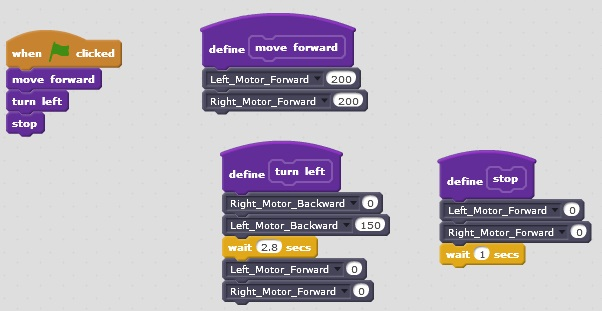 when clicked
move forward
turn left
stop
define move forward
Left_Motor_Forward 200
Right_Motor_Forward 200
define turn left
Right_Motor_Backward 0
Left_Motor_Backward 150
wait 2.8 secs
Left_Motor_Forward 0
Right_Motor_Forward 0
define stop
Left_Motor_Forward 0
Right_Motor_Forward 0
wait 1 secs